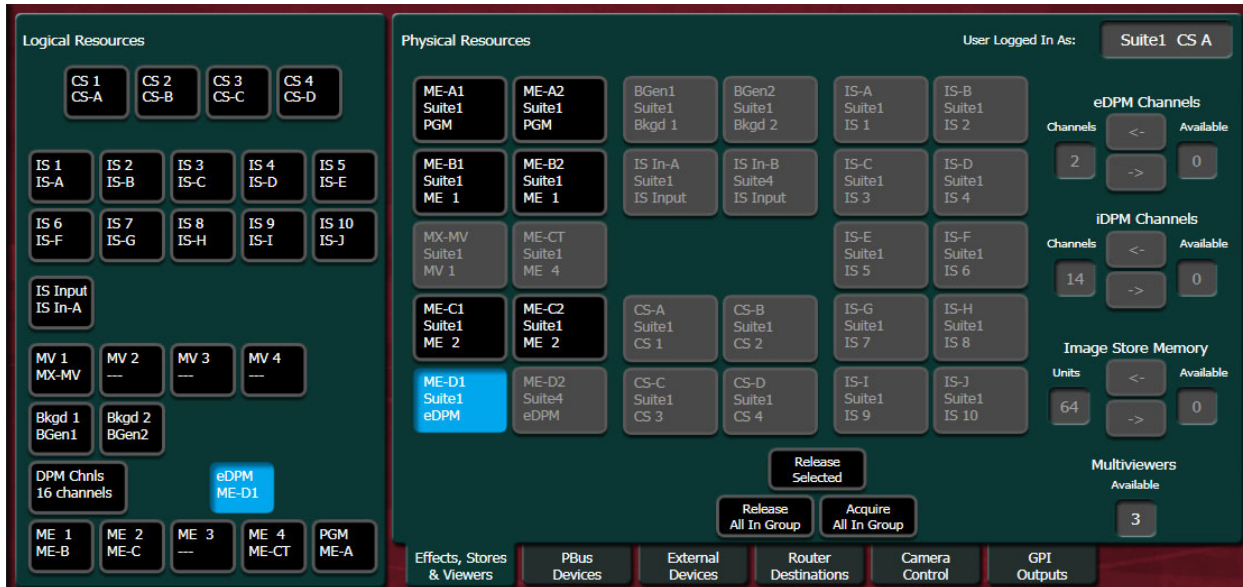 Logical Resources
CS 1 CS 2 CS 3 CS 4
CS-A CS-B CS-C CS-D
IS 1 IS 2 IS 3 IS 4 IS 5
IS-A IS-B IS-C IS-D IS-E
IS 6 IS 7 IS 8 IS 9 IS 10
IS-F IS-G IS-H IS-I IS-J
IS Input
IS In-A
MV 1 MV 2 MV 3 MV 4
MX-MV --- --- ---
Bkgd 1 Bkgd 2
BGen1 BGen2
DPM Chnls eDPM
16 channels ME-D1
ME 1 ME 2 ME 3 ME 4 PGM
ME-B ME-C --- ME-CT ME-A
Physical Resources
User Logged In As: Suite1 CS A
ME-A1 ME-A2 BGen1 BGen2 IS-A IS-B
Suite1 Suite1 Suite1 Suite1 Suite1 Suite1
PGM PGM Bkgd 1 Bkgd 2 IS 1 IS 2
ME-B1 ME-B2 IS In-A IS In-B IS-C IS-D
Suite1 Suite1 Suite1 Suite4 Suite1 Suite1
ME 1 ME 1 IS Input IS Input IS 3 IS 4
MX-MV ME-CT IS-E IS-F
Suite1 Suite1 Suite1 Suite1
MV 1 ME 4 IS 5 IS 6
ME-C1 ME-C2 CS-A CS-B IS-G IS-H
Suite1 Suite1 Suite1 Suite1 Suite1 Suite1
ME 2 ME 2 CS 1 CS 2 IS 7 IS 8
ME-D1 ME-D2 CS-C CS-D IS-I IS-J
Suite1 Suite4 Suite1 Suite1 Suite1 Suite1
eDPM eDPM CS 3 CS 4 IS 9 IS 10
Release
Selected
Release Acquire
All In Group All In Group
eDPM Channels
Channels <- Available
2 -> 0
iDPM Channels
Channels <- Available
14 -> 0
Image Store Memory
Units <- Available
64 -> 0
Multiviewers
Available
3
Effects, Stores PBus External Router Camera GPI
& Viewers Devices Devices Destinations Control Outputs